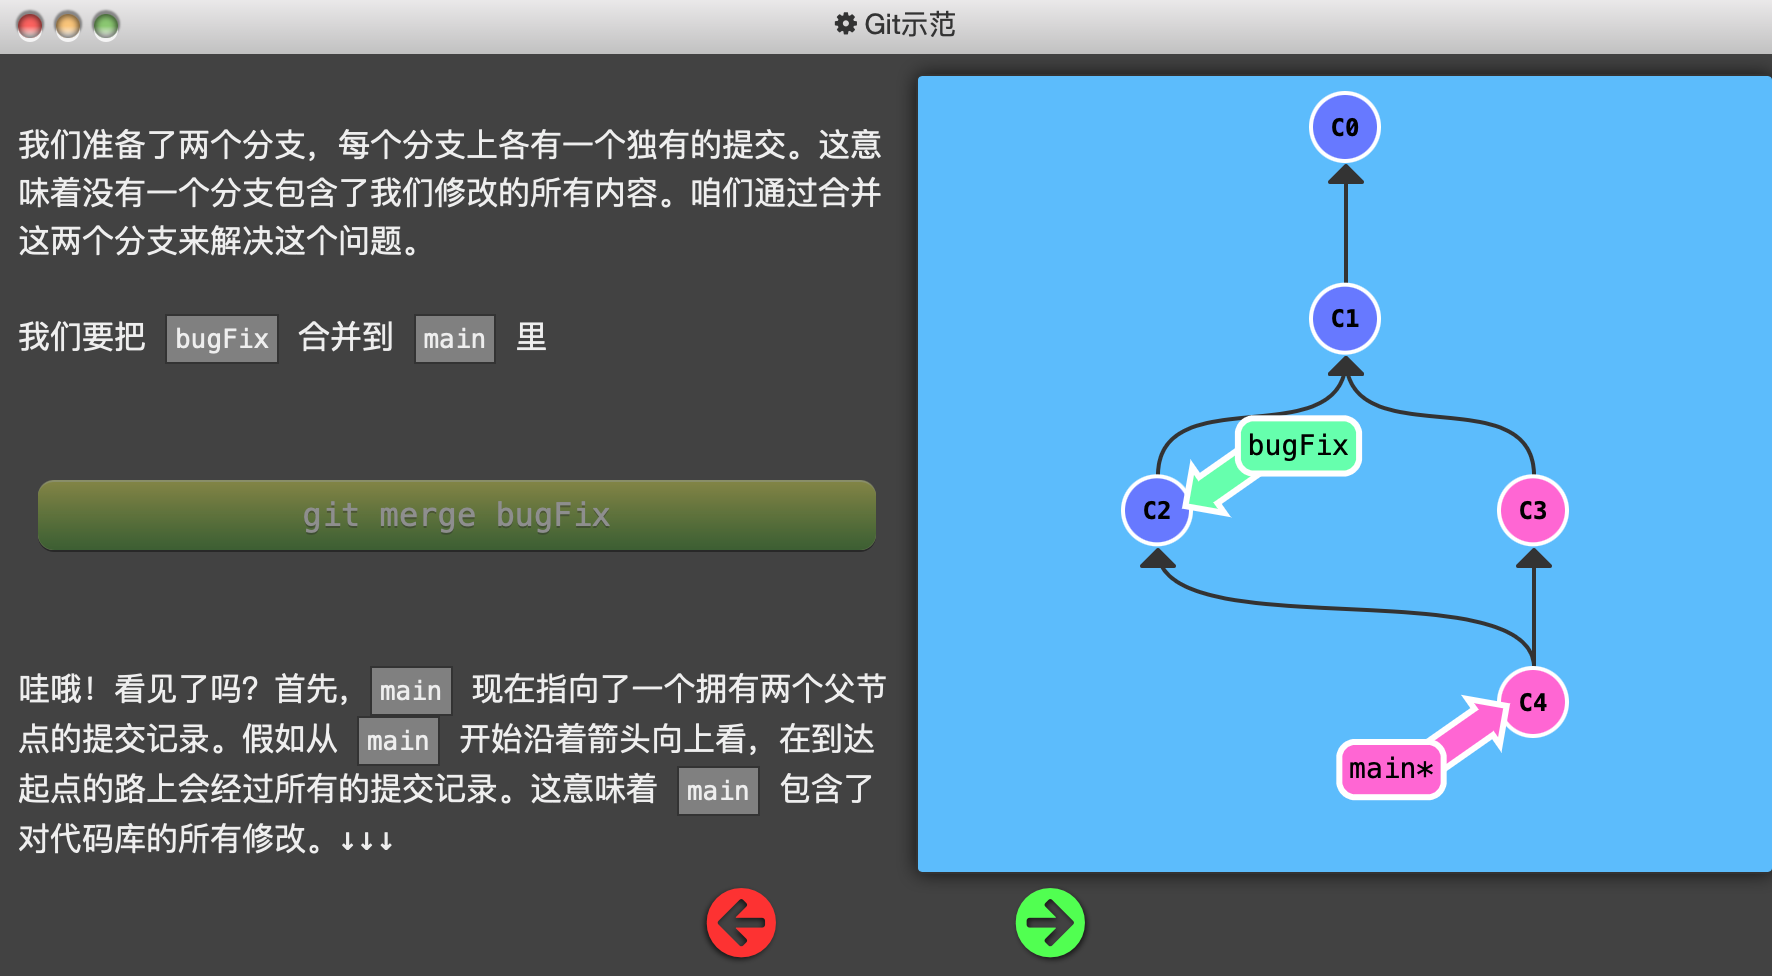 Git示范
我们准备了两个分支，每个分支上各有一个独有的提交。这意
味着没有一个分支包含了我们修改的所有内容。咱们通过合并
这两个分支来解决这个问题。
我们要把 bugFix 合并到 main 里
git merge bugFix
哇哦！看见了吗？首先，main 现在指向了一个拥有两个父节
点的提交记录。假如从 main 开始沿着箭头向上看，在到达
起点的路上会经过所有的提交记录。这意味着 main 包含了
对代码库的所有修改。↓↓↓
C0
C1
bugFix
C2
C3
C4
main*